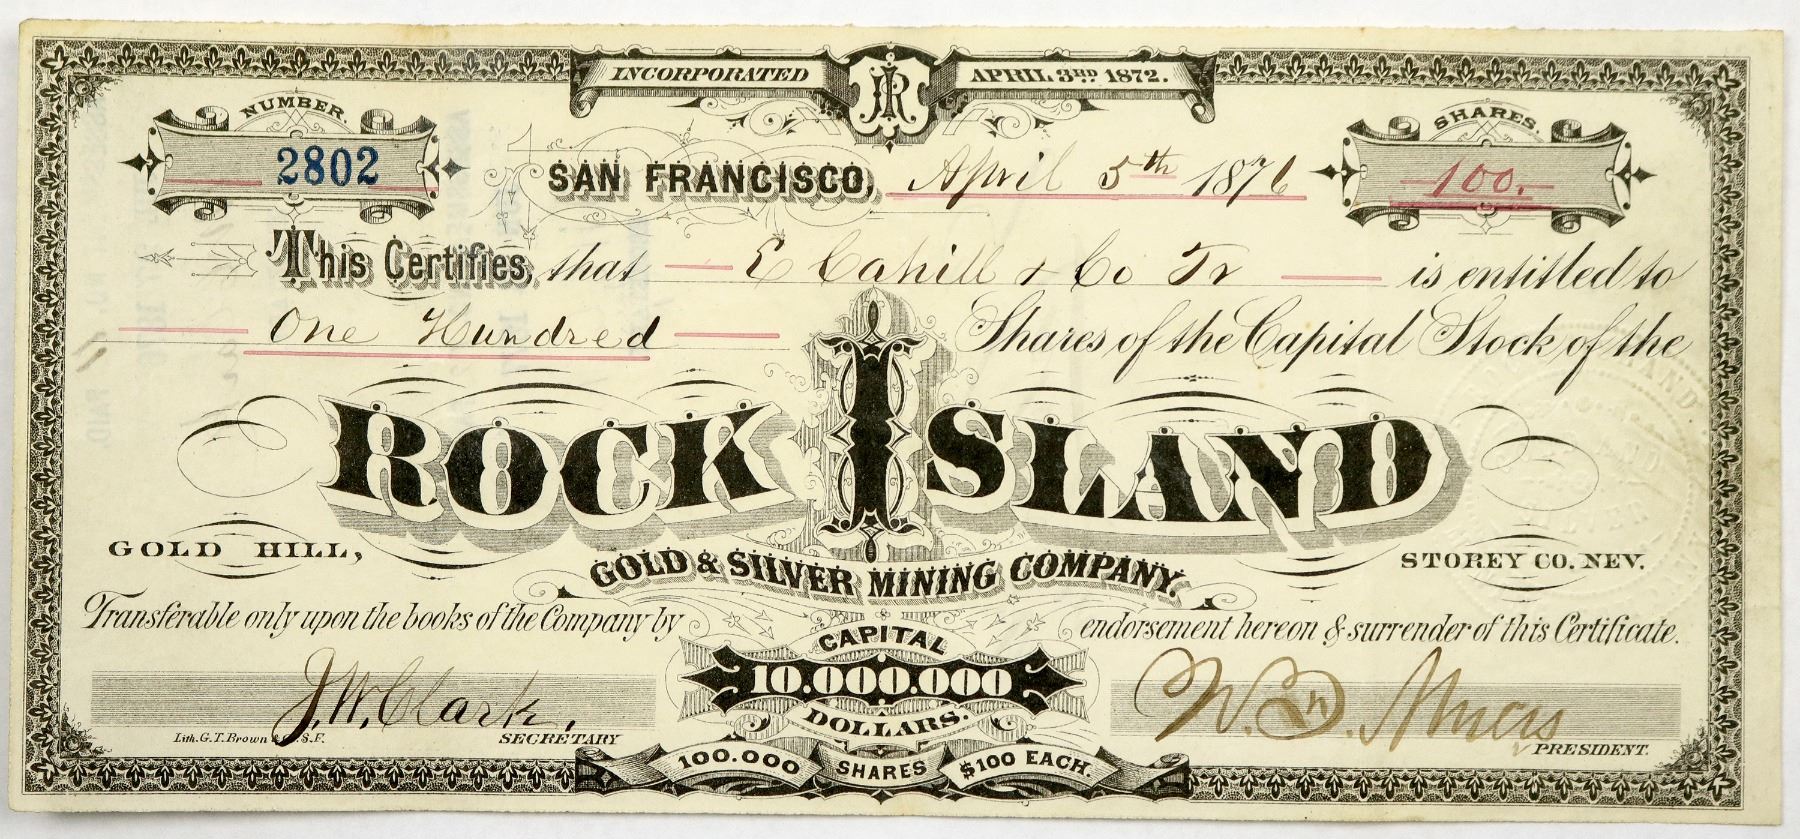 INCORPORATED APRIL 3RD 1872.
IR
NUMBER
2802
SHARES.
100.
SAN FRANCISCO, April 5th 1876
This Certifies, that E Cahill & Co Tr is entitled to
One Hundred Shares of the Capital Stock of the
ROCK ISLAND
GOLD HILL, GOLD & SILVER MINING COMPANY. STOREY CO. NEV.
Transferable only upon the books of the Company by endorsement hereon & surrender of this Certificate.
CAPITAL
10.000.000
DOLLARS.
J.W. Clark,
Lith. G.T. Brown & Co. S.F. SECRETARY
W. D. Myers
PRESIDENT.
100.000 SHARES $100 EACH.